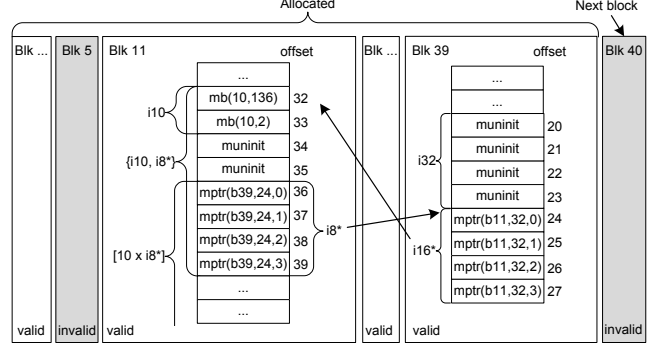 Allocated
Next block
Blk ...
Blk 5
Blk 11
offset
Blk ...
Blk 39
offset
Blk 40
...
mb(10,136) 32
mb(10,2) 33
muninit 34
muninit 35
mptr(b39,24,0) 36
mptr(b39,24,1) 37
mptr(b39,24,2) 38
mptr(b39,24,3) 39
...
...
i10
{i10, i8*}
[10 x i8*]
i8*
...
...
muninit 20
muninit 21
muninit 22
muninit 23
mptr(b11,32,0) 24
mptr(b11,32,1) 25
mptr(b11,32,2) 26
mptr(b11,32,3) 27
i32
i16*
valid
invalid
valid
valid
valid
invalid